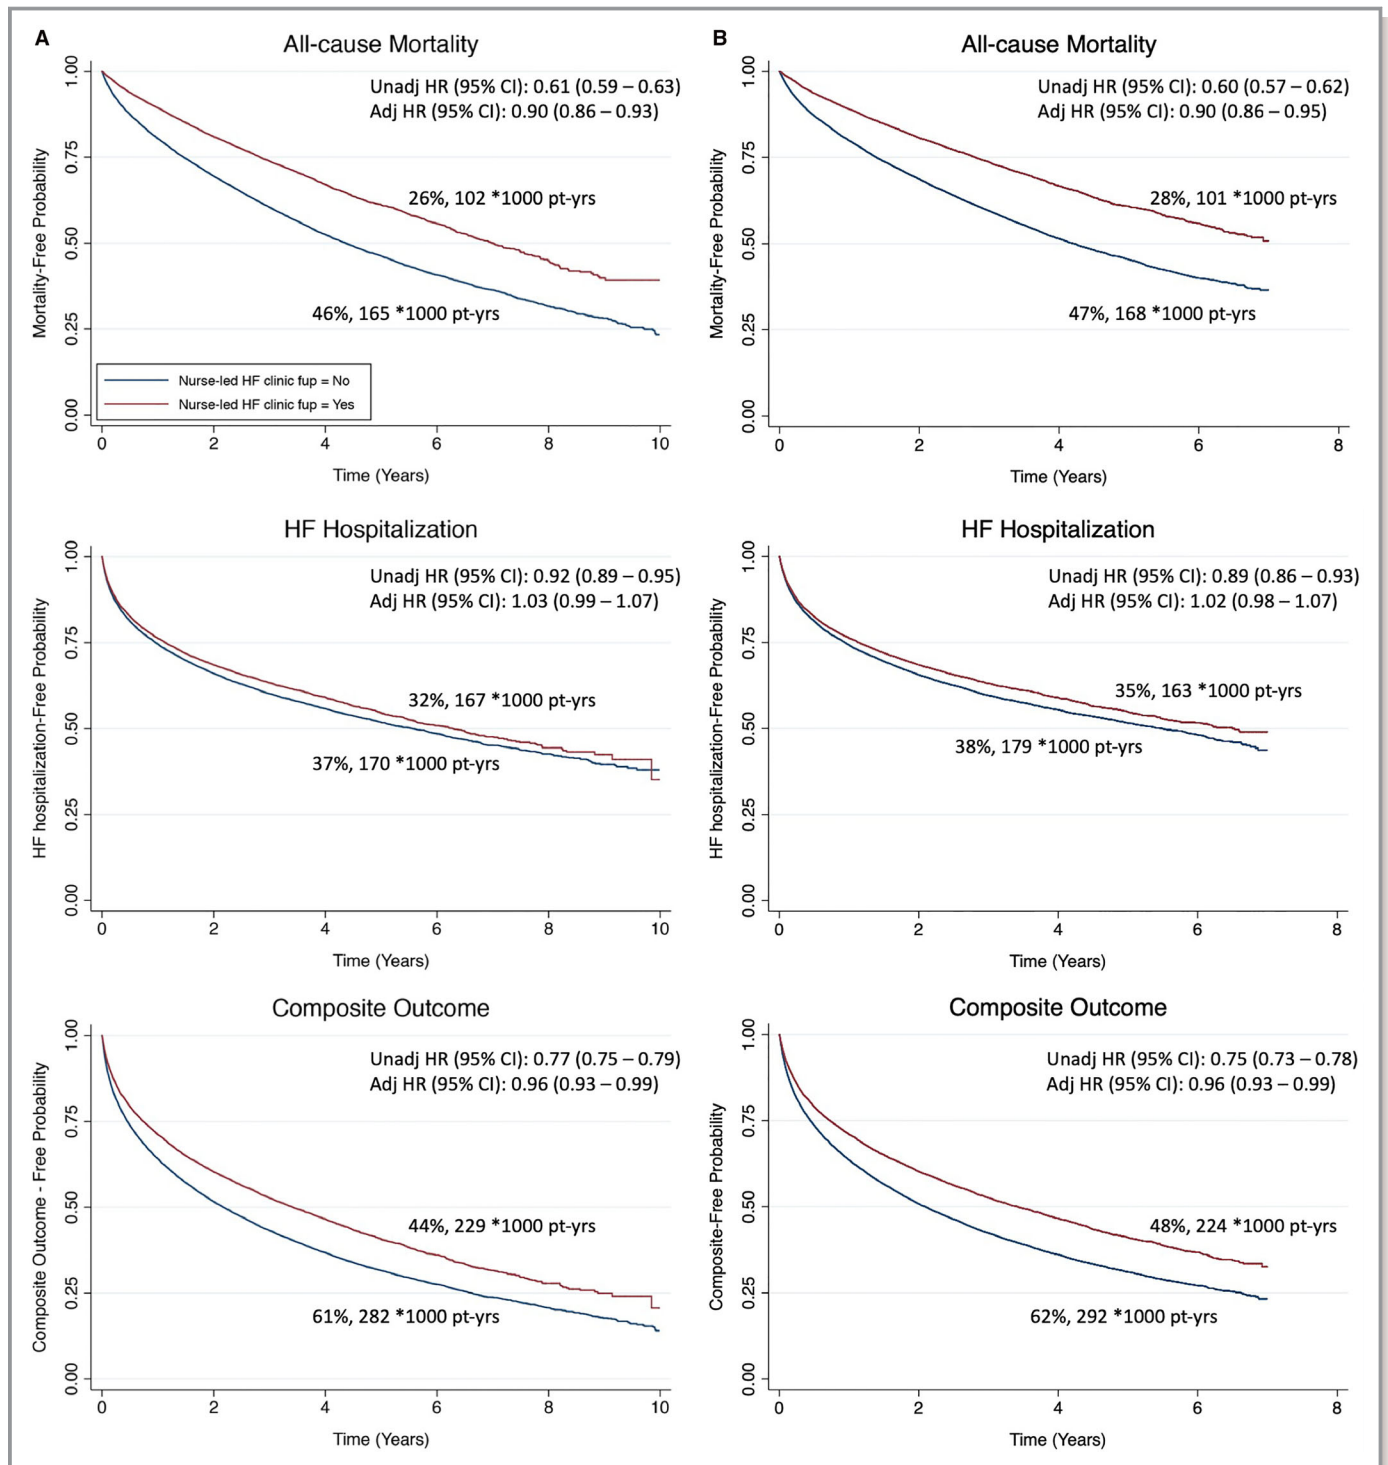 A
All-cause Mortality
Unadj HR (95% CI): 0.61 (0.59 – 0.63)
Adj HR (95% CI): 0.90 (0.86 – 0.93)
Mortality-Free Probability
1.00
0.75
0.50
0.25
0.00
26%, 102 *1000 pt-yrs
46%, 165 *1000 pt-yrs
Nurse-led HF clinic fup = No
Nurse-led HF clinic fup = Yes
0 2 4 6 8 10
Time (Years)
B
All-cause Mortality
Unadj HR (95% CI): 0.60 (0.57 – 0.62)
Adj HR (95% CI): 0.90 (0.86 – 0.95)
Mortality-Free Probability
1.00
0.75
0.50
0.25
0.00
28%, 101 *1000 pt-yrs
47%, 168 *1000 pt-yrs
0 2 4 6 8
Time (Years)
HF Hospitalization
Unadj HR (95% CI): 0.92 (0.89 – 0.95)
Adj HR (95% CI): 1.03 (0.99 – 1.07)
HF hospitalization-Free Probability
1.00
0.75
0.50
0.25
0.00
32%, 167 *1000 pt-yrs
37%, 170 *1000 pt-yrs
0 2 4 6 8 10
Time (Years)
HF Hospitalization
Unadj HR (95% CI): 0.89 (0.86 – 0.93)
Adj HR (95% CI): 1.02 (0.98 – 1.07)
HF hospitalization-Free Probability
1.00
0.75
0.50
0.25
0.00
35%, 163 *1000 pt-yrs
38%, 179 *1000 pt-yrs
0 2 4 6 8
Time (Years)
Composite Outcome
Unadj HR (95% CI): 0.77 (0.75 – 0.79)
Adj HR (95% CI): 0.96 (0.93 – 0.99)
Composite Outcome - Free Probability
1.00
0.75
0.50
0.25
0.00
44%, 229 *1000 pt-yrs
61%, 282 *1000 pt-yrs
0 2 4 6 8 10
Time (Years)
Composite Outcome
Unadj HR (95% CI): 0.75 (0.73 – 0.78)
Adj HR (95% CI): 0.96 (0.93 – 0.99)
Composite-Free Probability
1.00
0.75
0.50
0.25
0.00
48%, 224 *1000 pt-yrs
62%, 292 *1000 pt-yrs
0 2 4 6 8
Time (Years)